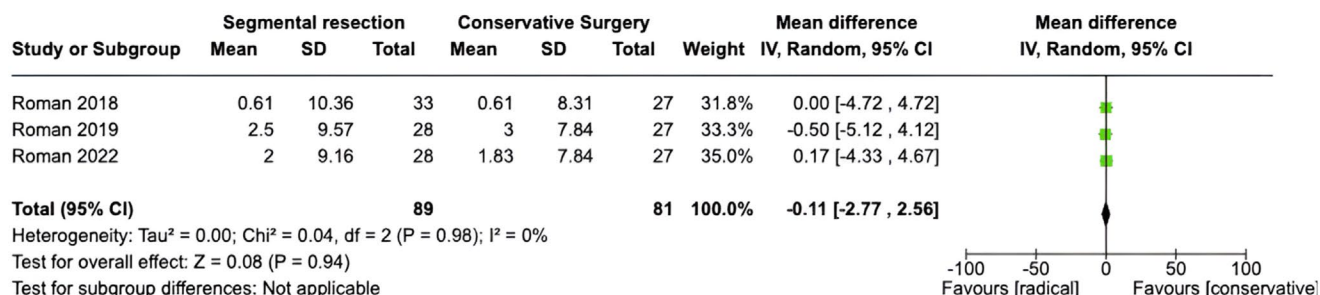 Segmental resection Conservative Surgery Mean difference Mean difference
Study or Subgroup Mean SD Total Mean SD Total Weight IV, Random, 95% CI IV, Random, 95% CI
Roman 2018 0.61 10.36 33 0.61 8.31 27 31.8% 0.00 [-4.72 , 4.72]
Roman 2019 2.5 9.57 28 3 7.84 27 33.3% -0.50 [-5.12 , 4.12]
Roman 2022 2 9.16 28 1.83 7.84 27 35.0% 0.17 [-4.33 , 4.67]
Total (95% CI) 89 81 100.0% -0.11 [-2.77 , 2.56]
Heterogeneity: Tau² = 0.00; Chi² = 0.04, df = 2 (P = 0.98); I² = 0%
Test for overall effect: Z = 0.08 (P = 0.94)
-100 -50 0 50 100
Test for subgroup differences: Not applicable Favours [radical] Favours [conservative]